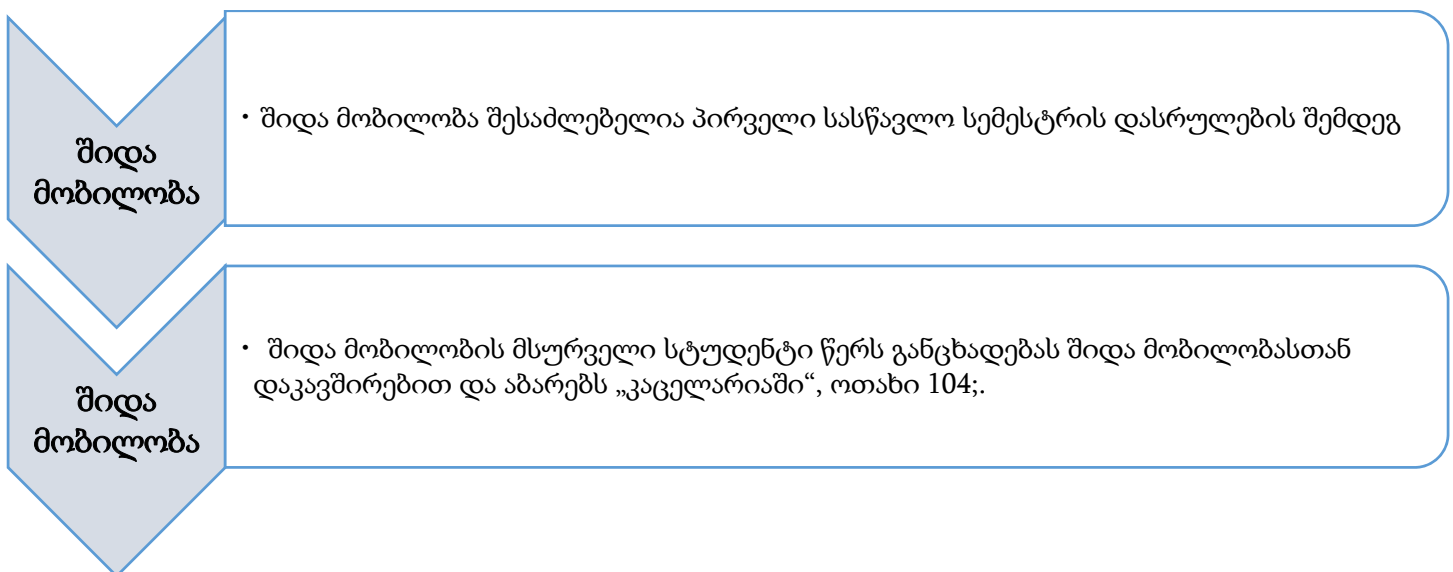 შიდა
მობილობა
· შიდა მობილობა შესაძლებელია პირველი სასწავლო სემესტრის დასრულების შემდეგ
შიდა
მობილობა
· შიდა მობილობის მსურველი სტუდენტი წერს განცხადებას შიდა მობილობასთან
დაკავშირებით და აბარებს „კაცელარიაში“, ოთახი 104;.